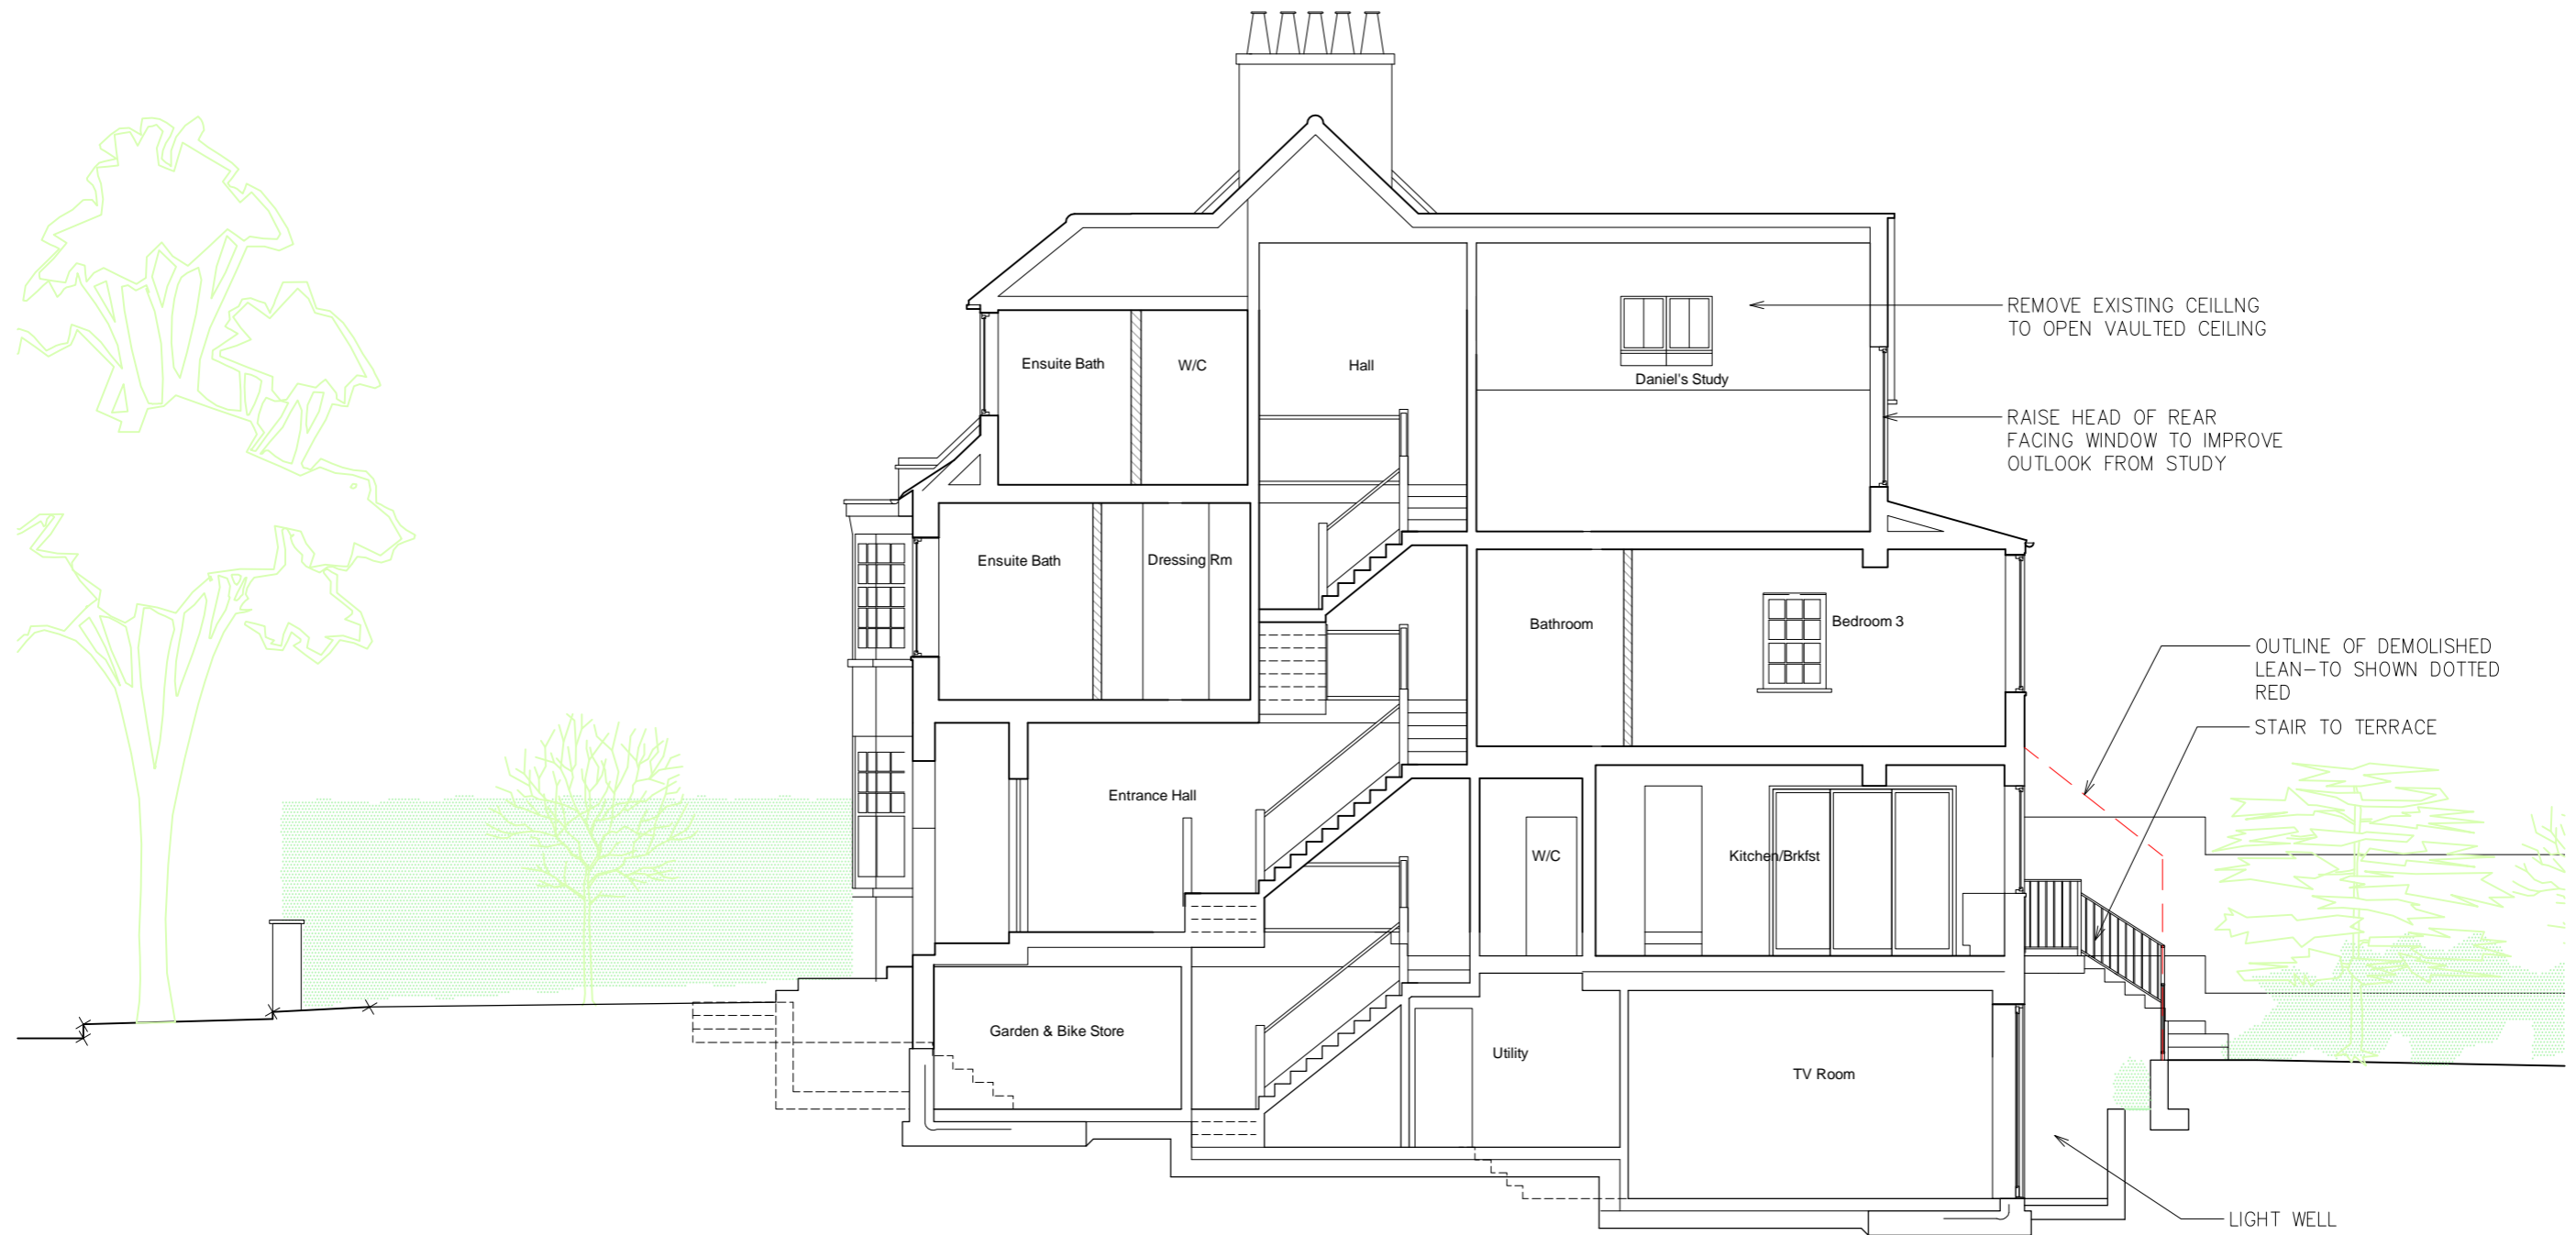 REMOVE EXISTING CEILLNG
TO OPEN VAULTED CEILING
Ensuite Bath
W/C
Hall
Daniel's Study
RAISE HEAD OF REAR
FACING WINDOW TO IMPROVE
OUTLOOK FROM STUDY
Ensuite Bath
Dressing Rm
Bathroom
Bedroom 3
OUTLINE OF DEMOLISHED
LEAN-TO SHOWN DOTTED
RED
STAIR TO TERRACE
Entrance Hall
W/C
Kitchen/Brkfst
Garden & Bike Store
Utility
TV Room
LIGHT WELL